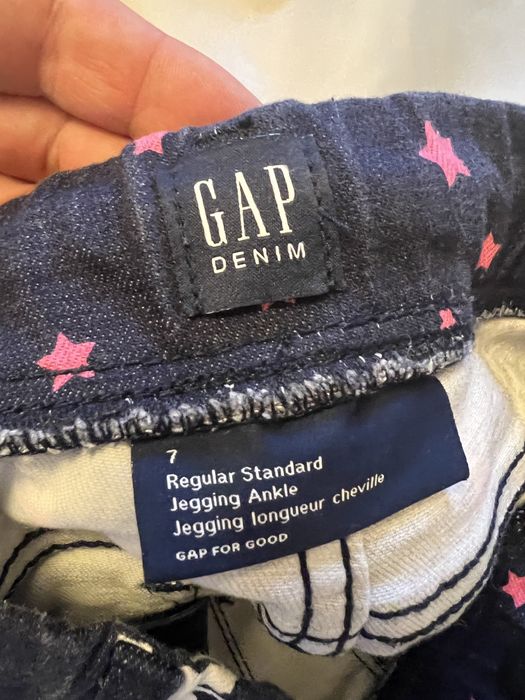 GAP
DENIM
7
Regular Standard
Jegging Ankle
Jegging longueur cheville
GAP FOR GOOD